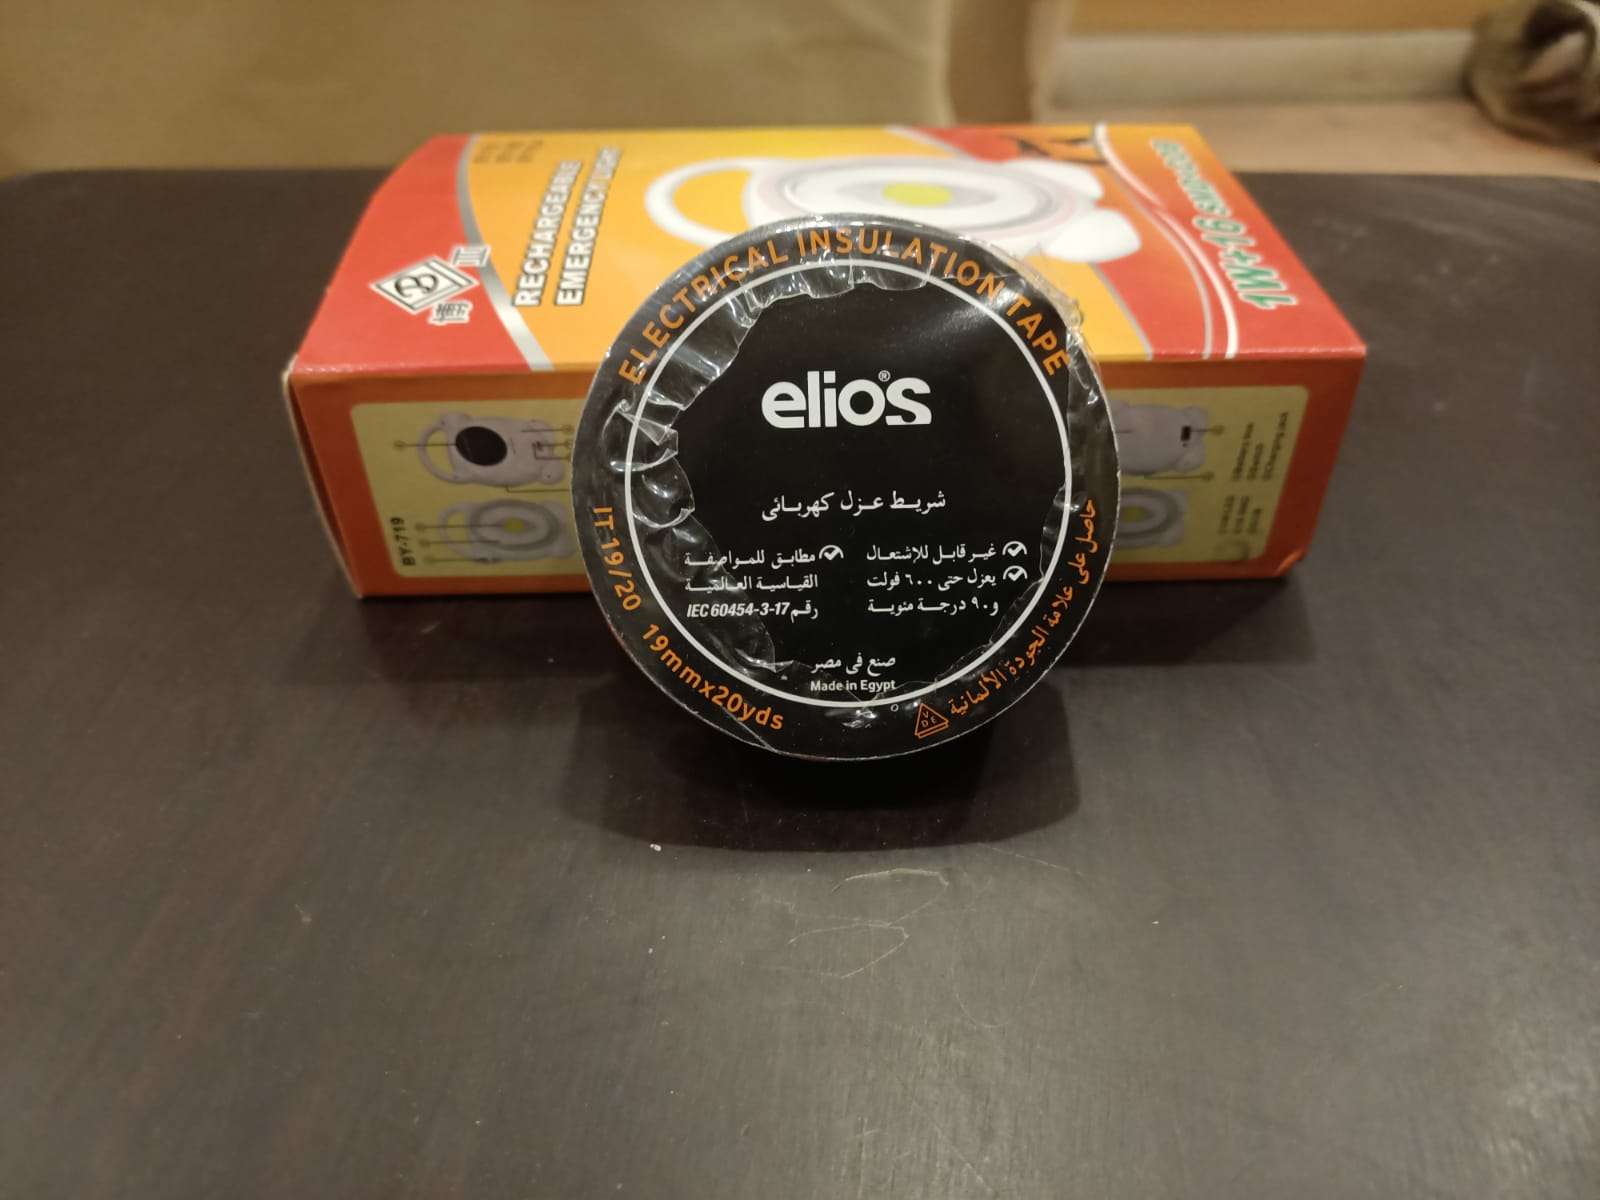 RECHARGEABLE
EMERGENCY LIGHT
1W+16
BY-719
ELECTRICAL INSULATION TAPE
elios®
شريط عزل كهربائى
غير قابل للإشتعال
يعزل حتى ٦٠٠ فولت
و ٩٠ درجة مئوية
مطابق للمواصفة
القياسية العالمية
رقم IEC 60454-3-17
صنع فى مصر
Made in Egypt
IT 19/20 19mmx20yds
حاصل على علامة الجودة الألمانية